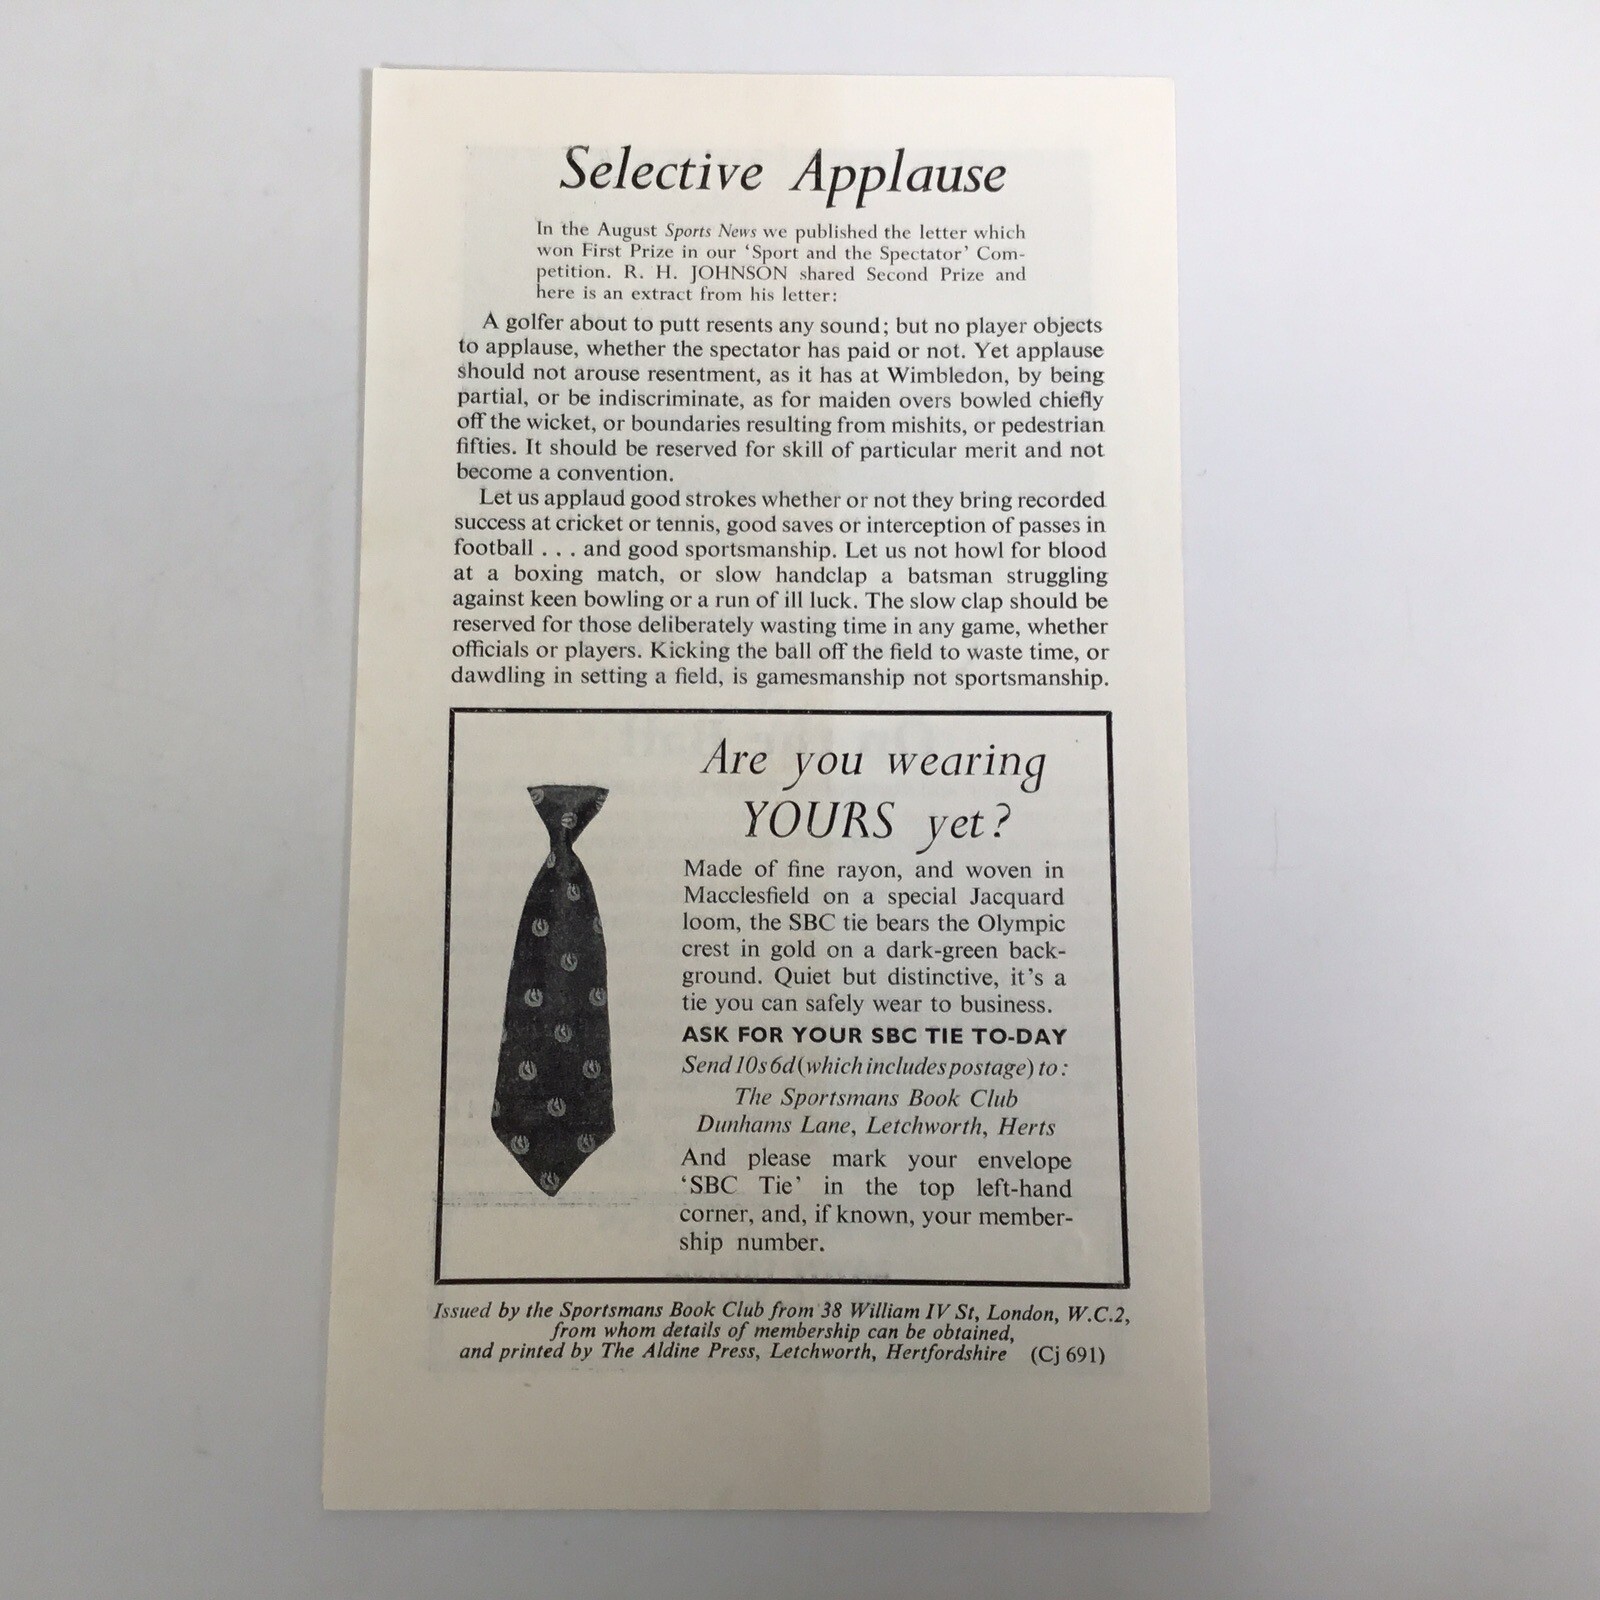 Selective Applause
In the August Sports News we published the letter which
won First Prize in our ‘Sport and the Spectator’ Com-
petition. R. H. JOHNSON shared Second Prize and
here is an extract from his letter:
A golfer about to putt resents any sound; but no player objects
to applause, whether the spectator has paid or not. Yet applause
should not arouse resentment, as it has at Wimbledon, by being
partial, or be indiscriminate, as for maiden overs bowled chiefly
off the wicket, or boundaries resulting from mishits, or pedestrian
fifties. It should be reserved for skill of particular merit and not
become a convention.
Let us applaud good strokes whether or not they bring recorded
success at cricket or tennis, good saves or interception of passes in
football . . . and good sportsmanship. Let us not howl for blood
at a boxing match, or slow handclap a batsman struggling
against keen bowling or a run of ill luck. The slow clap should be
reserved for those deliberately wasting time in any game, whether
officials or players. Kicking the ball off the field to waste time, or
dawdling in setting a field, is gamesmanship not sportsmanship.
Are you wearing
YOURS yet?
Made of fine rayon, and woven in
Macclesfield on a special Jacquard
loom, the SBC tie bears the Olympic
crest in gold on a dark-green back-
ground. Quiet but distinctive, it’s a
tie you can safely wear to business.
ASK FOR YOUR SBC TIE TO-DAY
Send 10s 6d (which includes postage) to:
The Sportsmans Book Club
Dunhams Lane, Letchworth, Herts
And please mark your envelope
‘SBC Tie’ in the top left-hand
corner, and, if known, your member-
ship number.
Issued by the Sportsmans Book Club from 38 William IV St, London, W.C.2,
from whom details of membership can be obtained,
and printed by The Aldine Press, Letchworth, Hertfordshire (Cj 691)